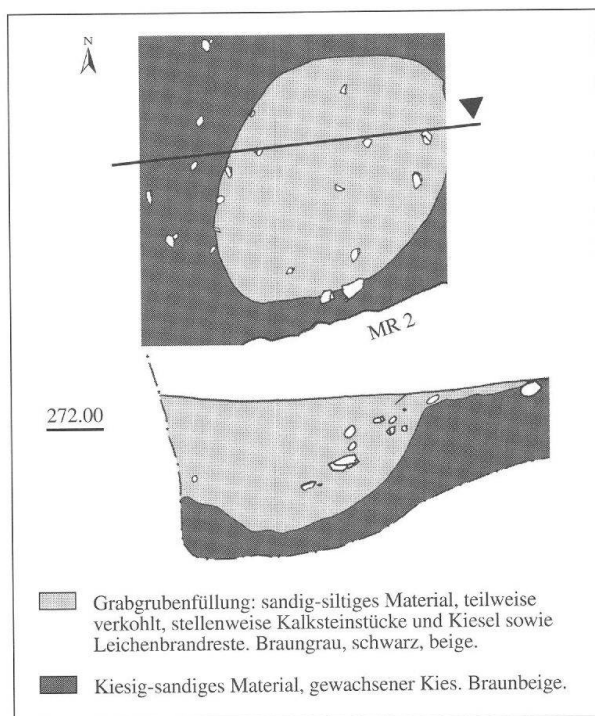 N
MR 2
272.00
Grabgrubenfüllung: sandig-siltiges Material, teilweise
verkohlt, stellenweise Kalksteinstücke und Kiesel sowie
Leichenbrandreste. Braungrau, schwarz, beige.
Kiesig-sandiges Material, gewachsener Kies. Braunbeige.